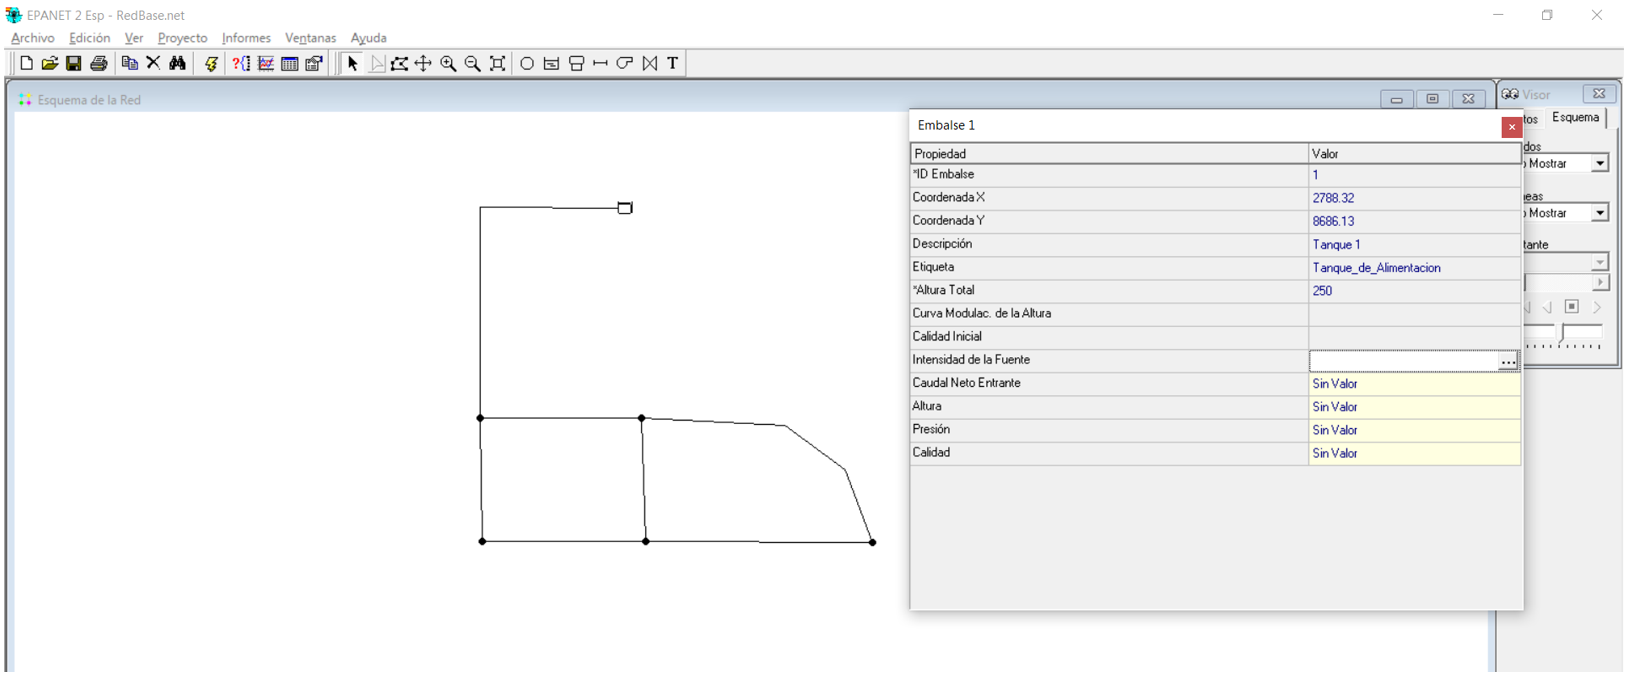 EPANET 2 Esp - RedBase.net
Archivo Edición Ver Proyecto Informes Ventanas Ayuda
T
Esquema de la Red
Visor
tos Esquema
dos
Mostrar
eas
Mostrar
tante
Embalse 1
Propiedad Valor
*ID Embalse 1
Coordenada X 2788.32
Coordenada Y 8686.13
Descripción Tanque 1
Etiqueta Tanque_de_Alimentacion
*Altura Total 250
Curva Modulac. de la Altura
Calidad Inicial
Intensidad de la Fuente ...
Caudal Neto Entrante Sin Valor
Altura Sin Valor
Presión Sin Valor
Calidad Sin Valor